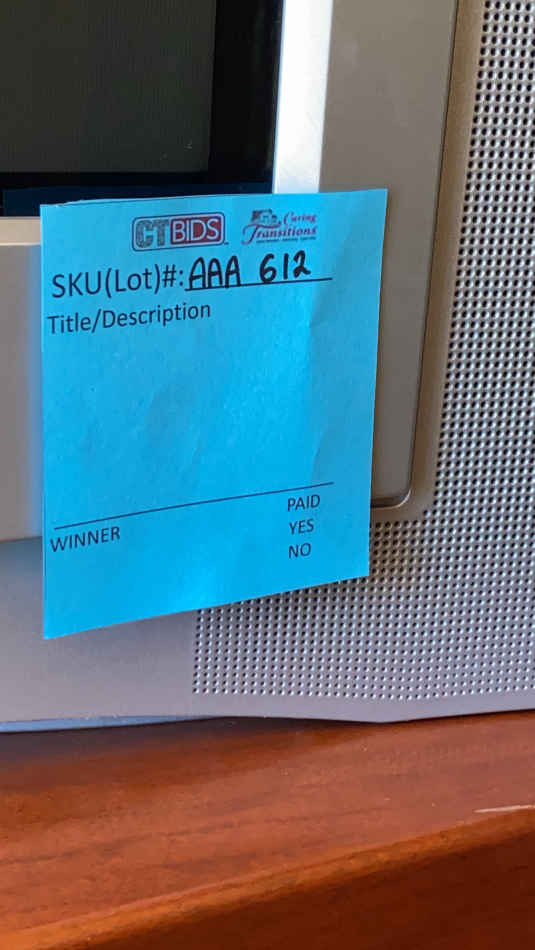 CTBIDS
Caring
Transitions
SKU(Lot)#: AAA 612
Title/Description
WINNER
PAID
YES
NO